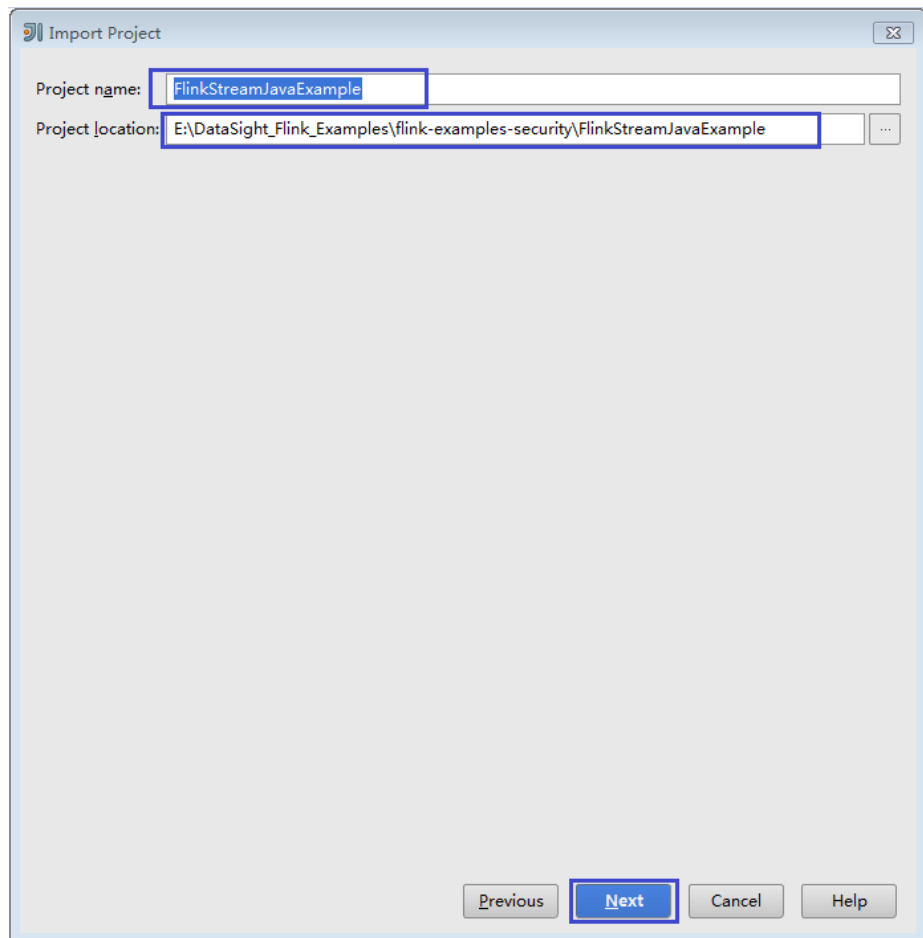 Import Project
Project name: FlinkStreamJavaExample
Project location: E:\DataSight_Flink_Examples\flink-examples-security\FlinkStreamJavaExample ...
Previous Next Cancel Help